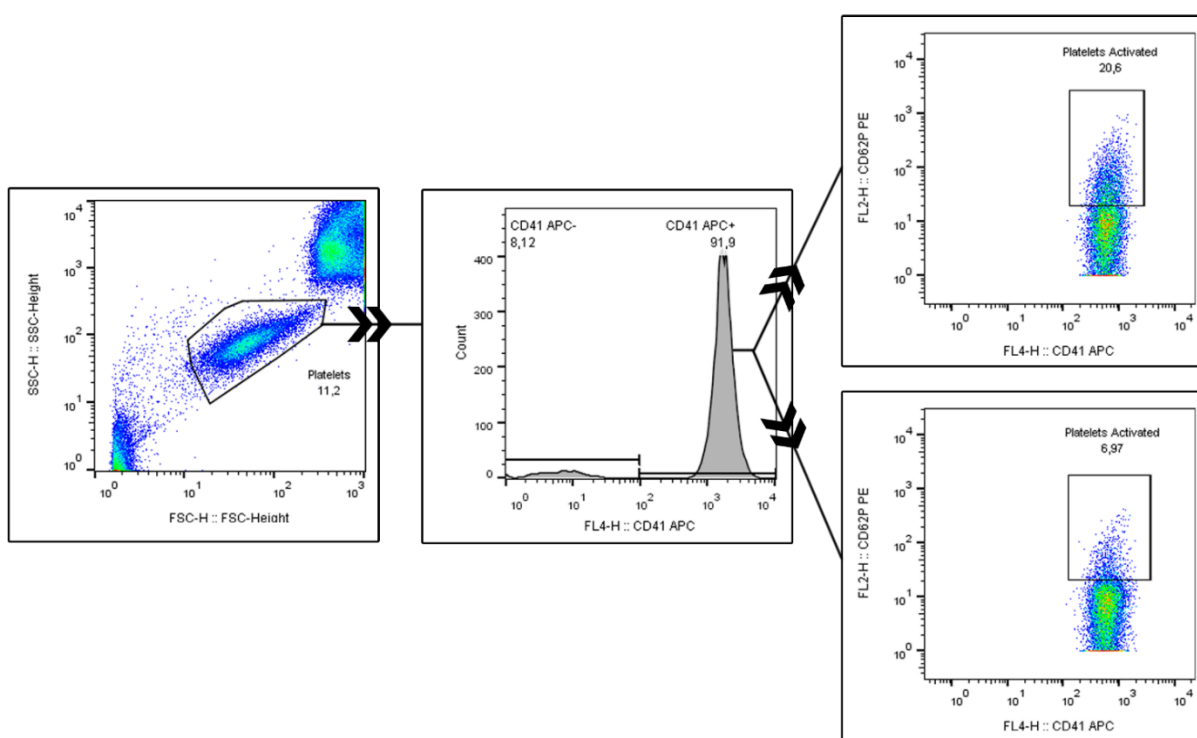 SSC-H :: SSC-Height
10^4
10^3
10^2
10^1
10^0
Platelets
11,2
10^0 10^1 10^2 10^3
FSC-H :: FSC-Height
CD41 APC-
8,12
CD41 APC+
91,9
Count
400
300
200
100
0
10^0 10^1 10^2 10^3 10^4
FL4-H :: CD41 APC
Platelets Activated
20,6
FL2-H :: CD62P PE
10^4
10^3
10^2
10^1
10^0
10^0 10^1 10^2 10^3 10^4
FL4-H :: CD41 APC
Platelets Activated
6,97
FL2-H :: CD62P PE
10^4
10^3
10^2
10^1
10^0
10^0 10^1 10^2 10^3 10^4
FL4-H :: CD41 APC